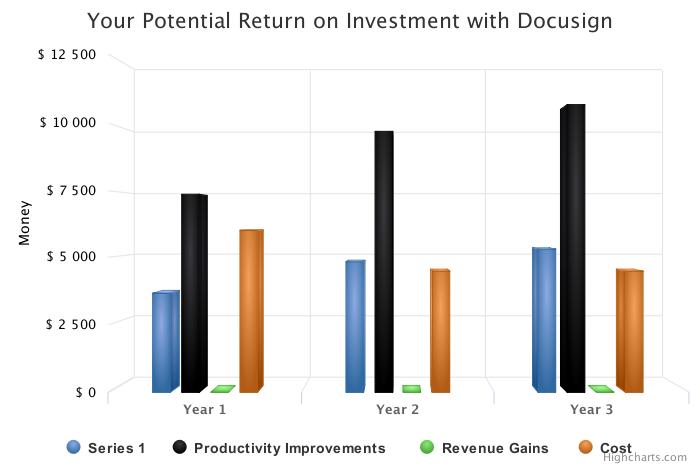 Your Potential Return on Investment with Docusign
$ 12 500
$ 10 000
$ 7 500
$ 5 000
$ 2 500
$ 0
Money
Year 1 Year 2 Year 3
Series 1 Productivity Improvements Revenue Gains Cost
Highcharts.com